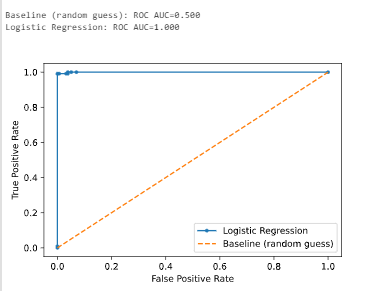 Baseline (random guess): ROC AUC=0.500
Logistic Regression: ROC AUC=1.000
1.0
0.8
0.6
0.4
0.2
0.0
True Positive Rate
Logistic Regression
Baseline (random guess)
0.0 0.2 0.4 0.6 0.8 1.0
False Positive Rate